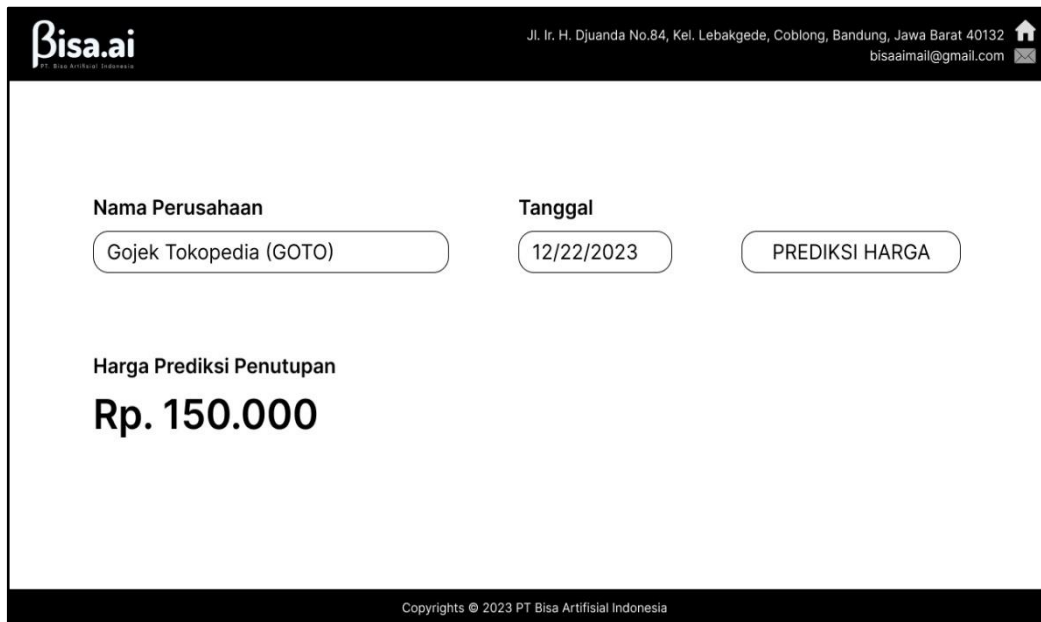 βisa.ai
PT. Bisa Artifisial Indonesia
Jl. Ir. H. Djuanda No.84, Kel. Lebakgede, Coblong, Bandung, Jawa Barat 40132
bisaaimail@gmail.com
Nama Perusahaan
Tanggal
Gojek Tokopedia (GOTO)
12/22/2023
PREDIKSI HARGA
Harga Prediksi Penutupan
Rp. 150.000
Copyrights © 2023 PT Bisa Artifisial Indonesia